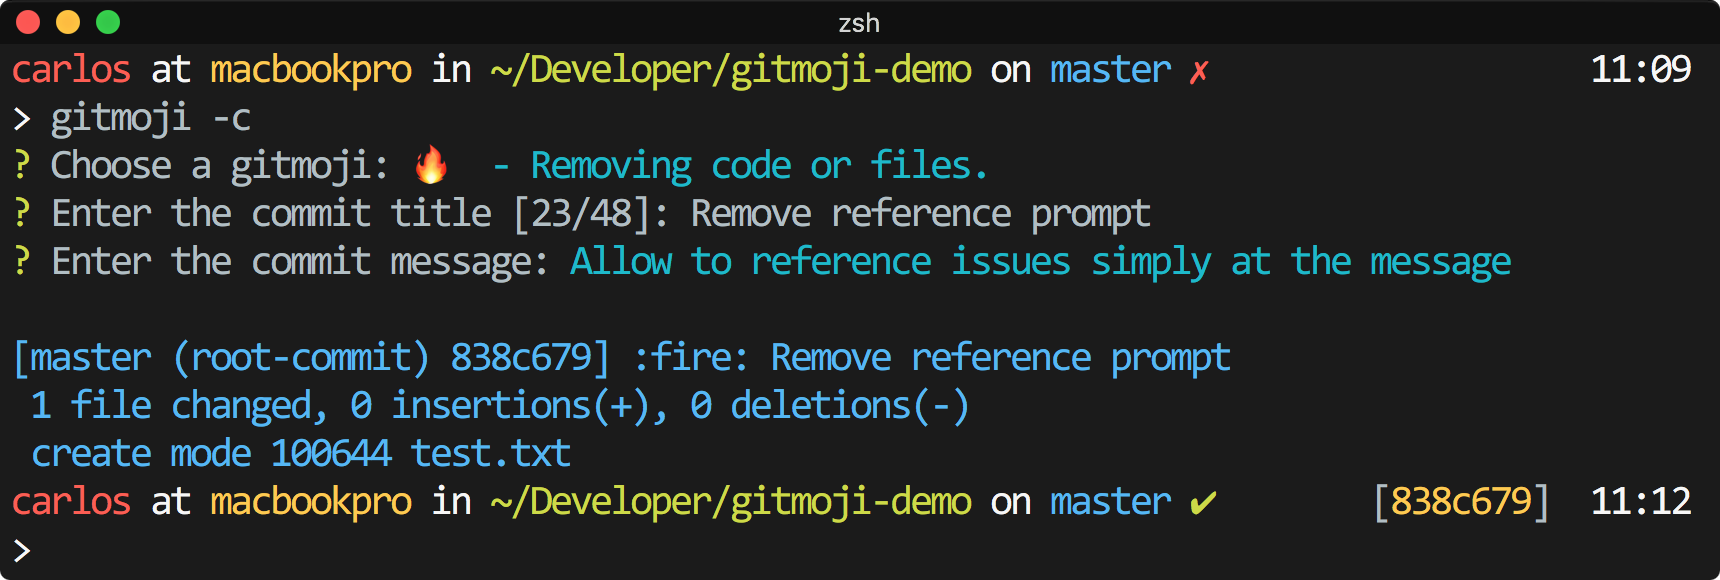 zsh
carlos at macbookpro in ~/Developer/gitmoji-demo on master ✗ 11:09
> gitmoji -c
? Choose a gitmoji: 🔥 - Removing code or files.
? Enter the commit title [23/48]: Remove reference prompt
? Enter the commit message: Allow to reference issues simply at the message
[master (root-commit) 838c679] :fire: Remove reference prompt
1 file changed, 0 insertions(+), 0 deletions(-)
create mode 100644 test.txt
carlos at macbookpro in ~/Developer/gitmoji-demo on master ✔ [838c679] 11:12
>